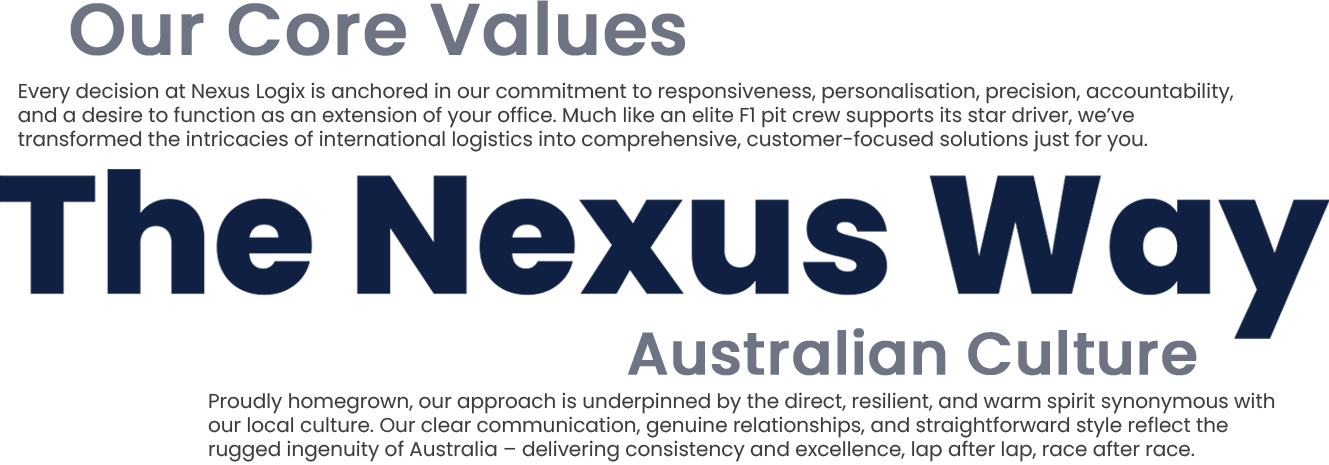 Our Core Values
Every decision at Nexus Logix is anchored in our commitment to responsiveness, personalisation, precision, accountability,
and a desire to function as an extension of your office. Much like an elite F1 pit crew supports its star driver, we’ve
transformed the intricacies of international logistics into comprehensive, customer-focused solutions just for you.
The Nexus Way
Australian Culture
Proudly homegrown, our approach is underpinned by the direct, resilient, and warm spirit synonymous with
our local culture. Our clear communication, genuine relationships, and straightforward style reflect the
rugged ingenuity of Australia – delivering consistency and excellence, lap after lap, race after race.